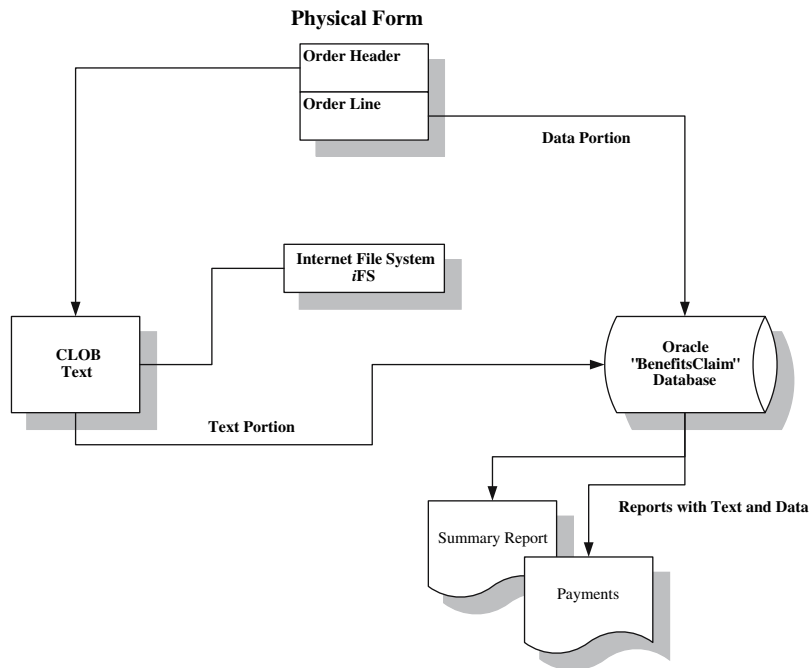 Physical Form
Order Header
Order Line
Data Portion
Internet File System
iFS
CLOB
Text
Oracle
"BenefitsClaim"
Database
Text Portion
Reports with Text and Data
Summary Report
Payments